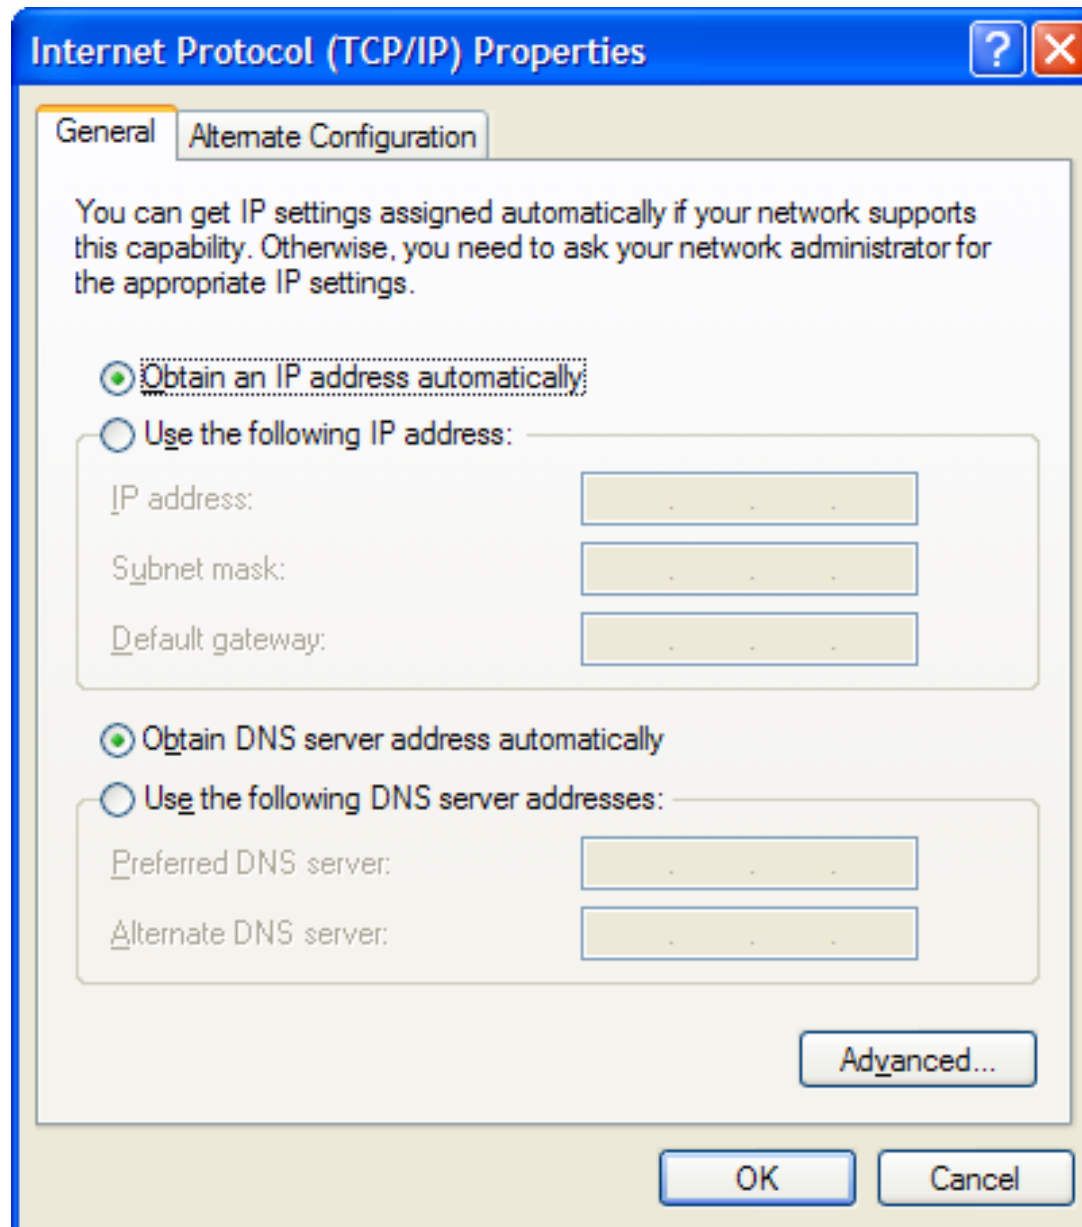 Internet Protocol (TCP/IP) Properties
General
Alternate Configuration
You can get IP settings assigned automatically if your network supports
this capability. Otherwise, you need to ask your network administrator for
the appropriate IP settings.
Obtain an IP address automatically
Use the following IP address:
IP address:
Subnet mask:
Default gateway:
Obtain DNS server address automatically
Use the following DNS server addresses:
Preferred DNS server:
Alternate DNS server:
Advanced...
OK
Cancel